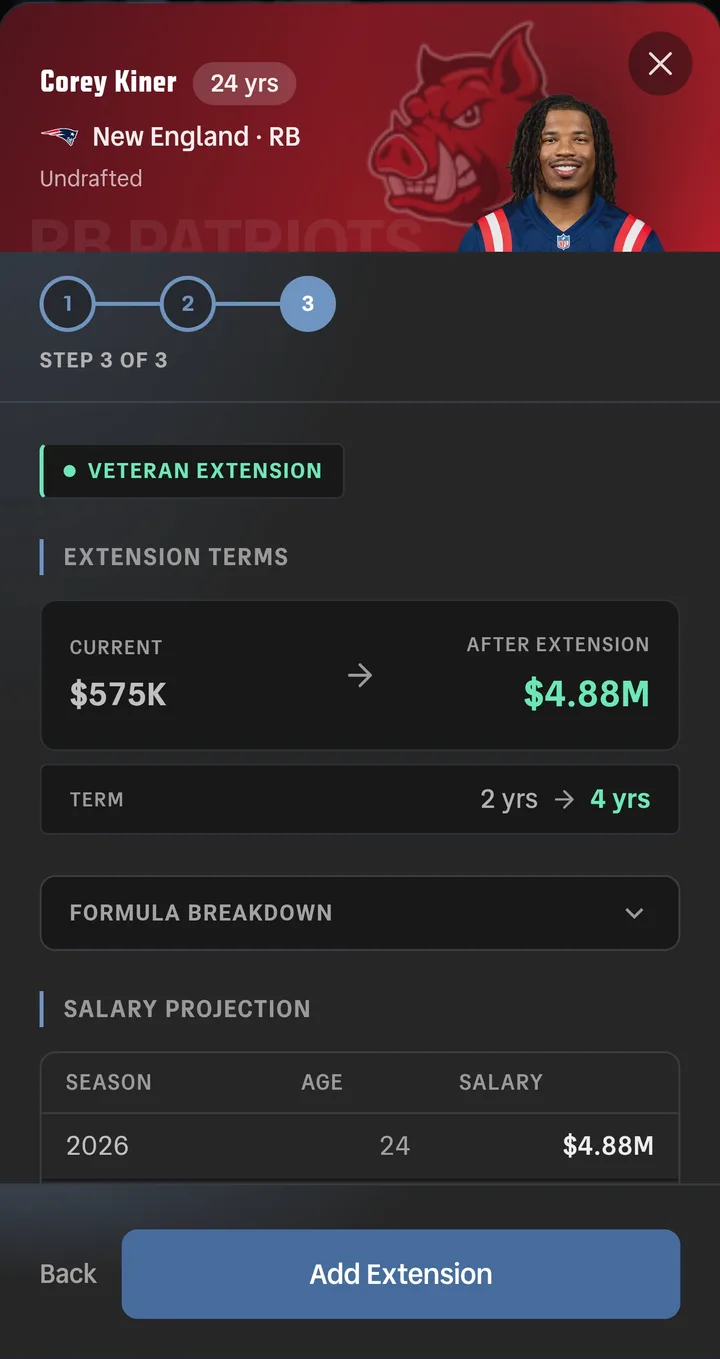 Corey Kiner 24 yrs
New England · RB
Undrafted
RB PATRIOTS
1 2 3
STEP 3 OF 3
VETERAN EXTENSION
EXTENSION TERMS
CURRENT AFTER EXTENSION
$575K → $4.88M
TERM 2 yrs → 4 yrs
FORMULA BREAKDOWN
SALARY PROJECTION
SEASON AGE SALARY
2026 24 $4.88M
Back Add Extension